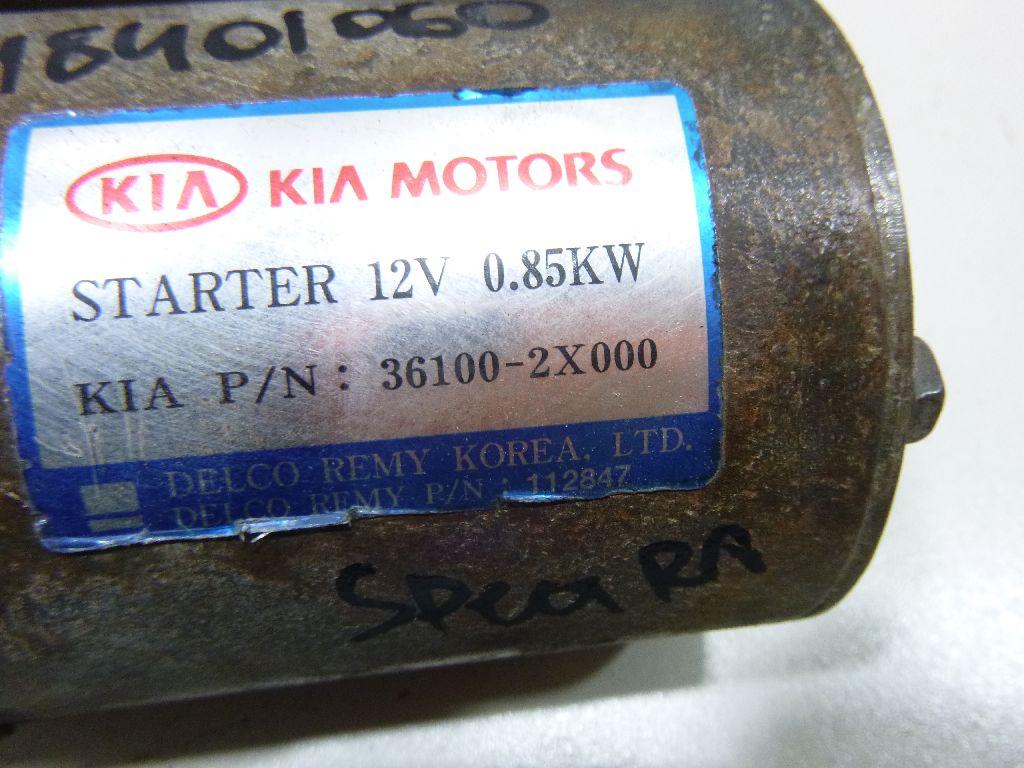 18401060
KIA KIA MOTORS
STARTER 12V 0.85KW
KIA P/N: 36100-2X000
DELCO REMY KOREA. LTD.
DELCO REMY P/N : 112847
SPectRA